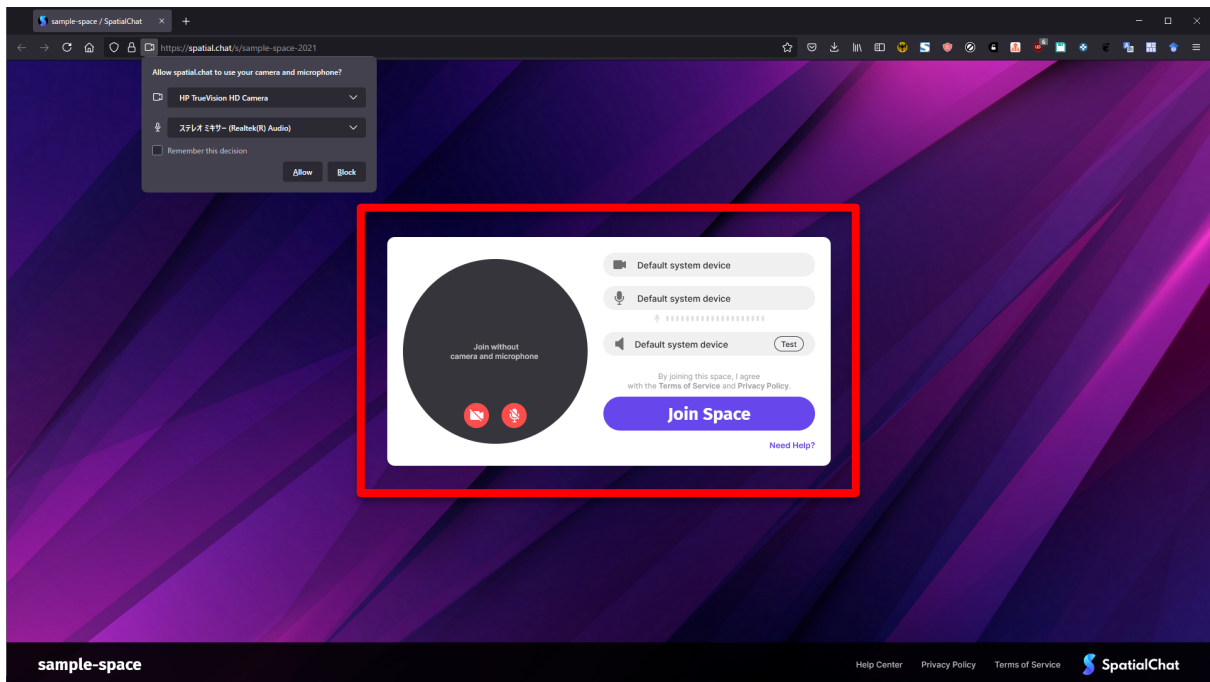 sample-space / SpatialChat
https://spatial.chat/s/sample-space-2021
Allow spatial.chat to use your camera and microphone?
HP TrueVision HD Camera
ステレオ ミキサー (Realtek(R) Audio)
Remember this decision
Allow
Block
Join without
camera and microphone
Default system device
Default system device
Default system device
Test
By joining this space, I agree
with the Terms of Service and Privacy Policy.
Join Space
Need Help?
sample-space
Help Center
Privacy Policy
Terms of Service
SpatialChat